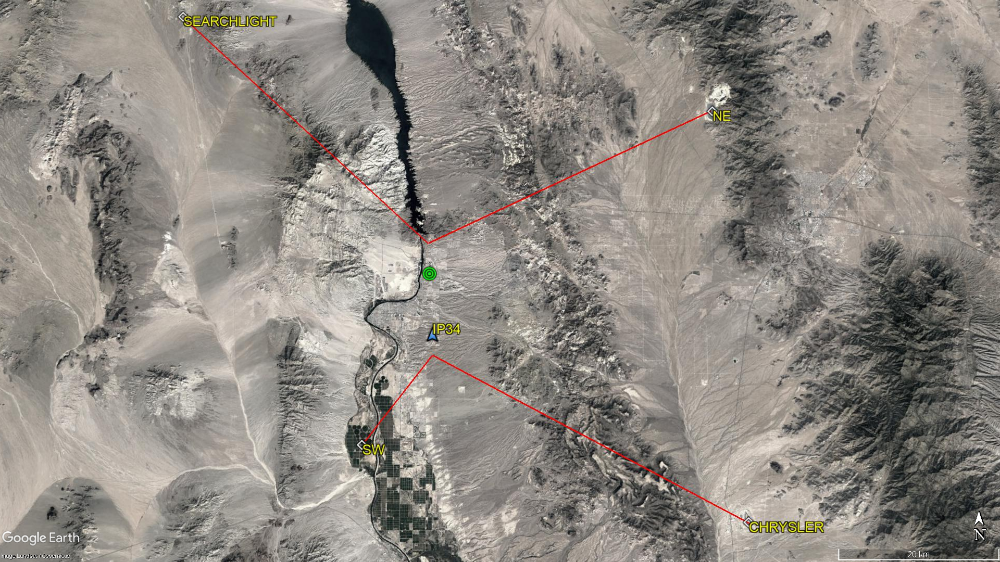 SEARCHLIGHT
NE
IP34
SW
CHRYSLER
N
Google Earth
Image Landsat / Copernicus
20 km